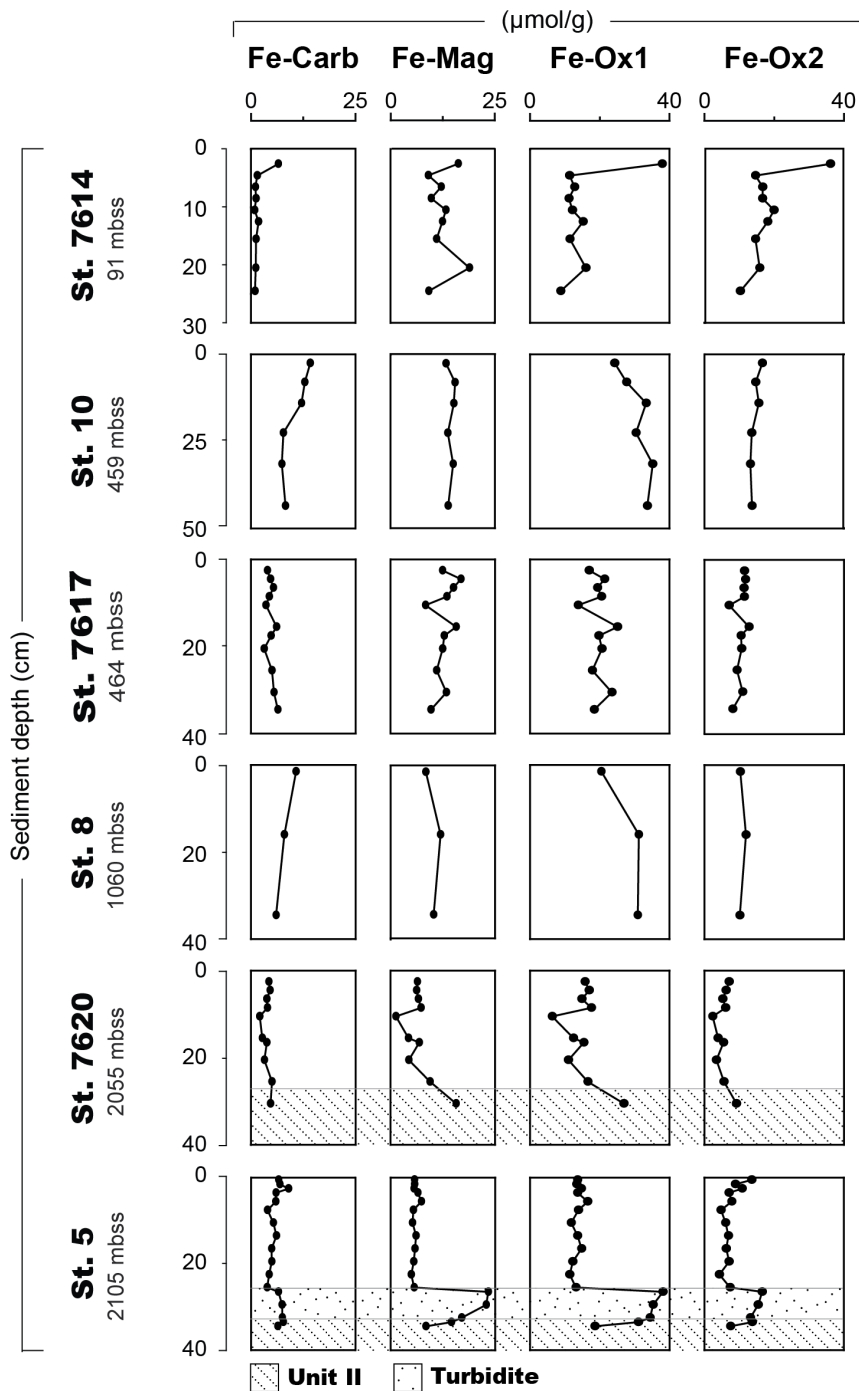 (µmol/g)
Fe-Carb Fe-Mag Fe-Ox1 Fe-Ox2
0 25 0 25 0 40 0 40
Sediment depth (cm)
St. 7614
91 mbss
0
10
20
30
St. 10
459 mbss
0
25
50
St. 7617
464 mbss
0
20
40
St. 8
1060 mbss
0
20
40
St. 7620
2055 mbss
0
20
40
St. 5
2105 mbss
0
20
40
Unit II Turbidite